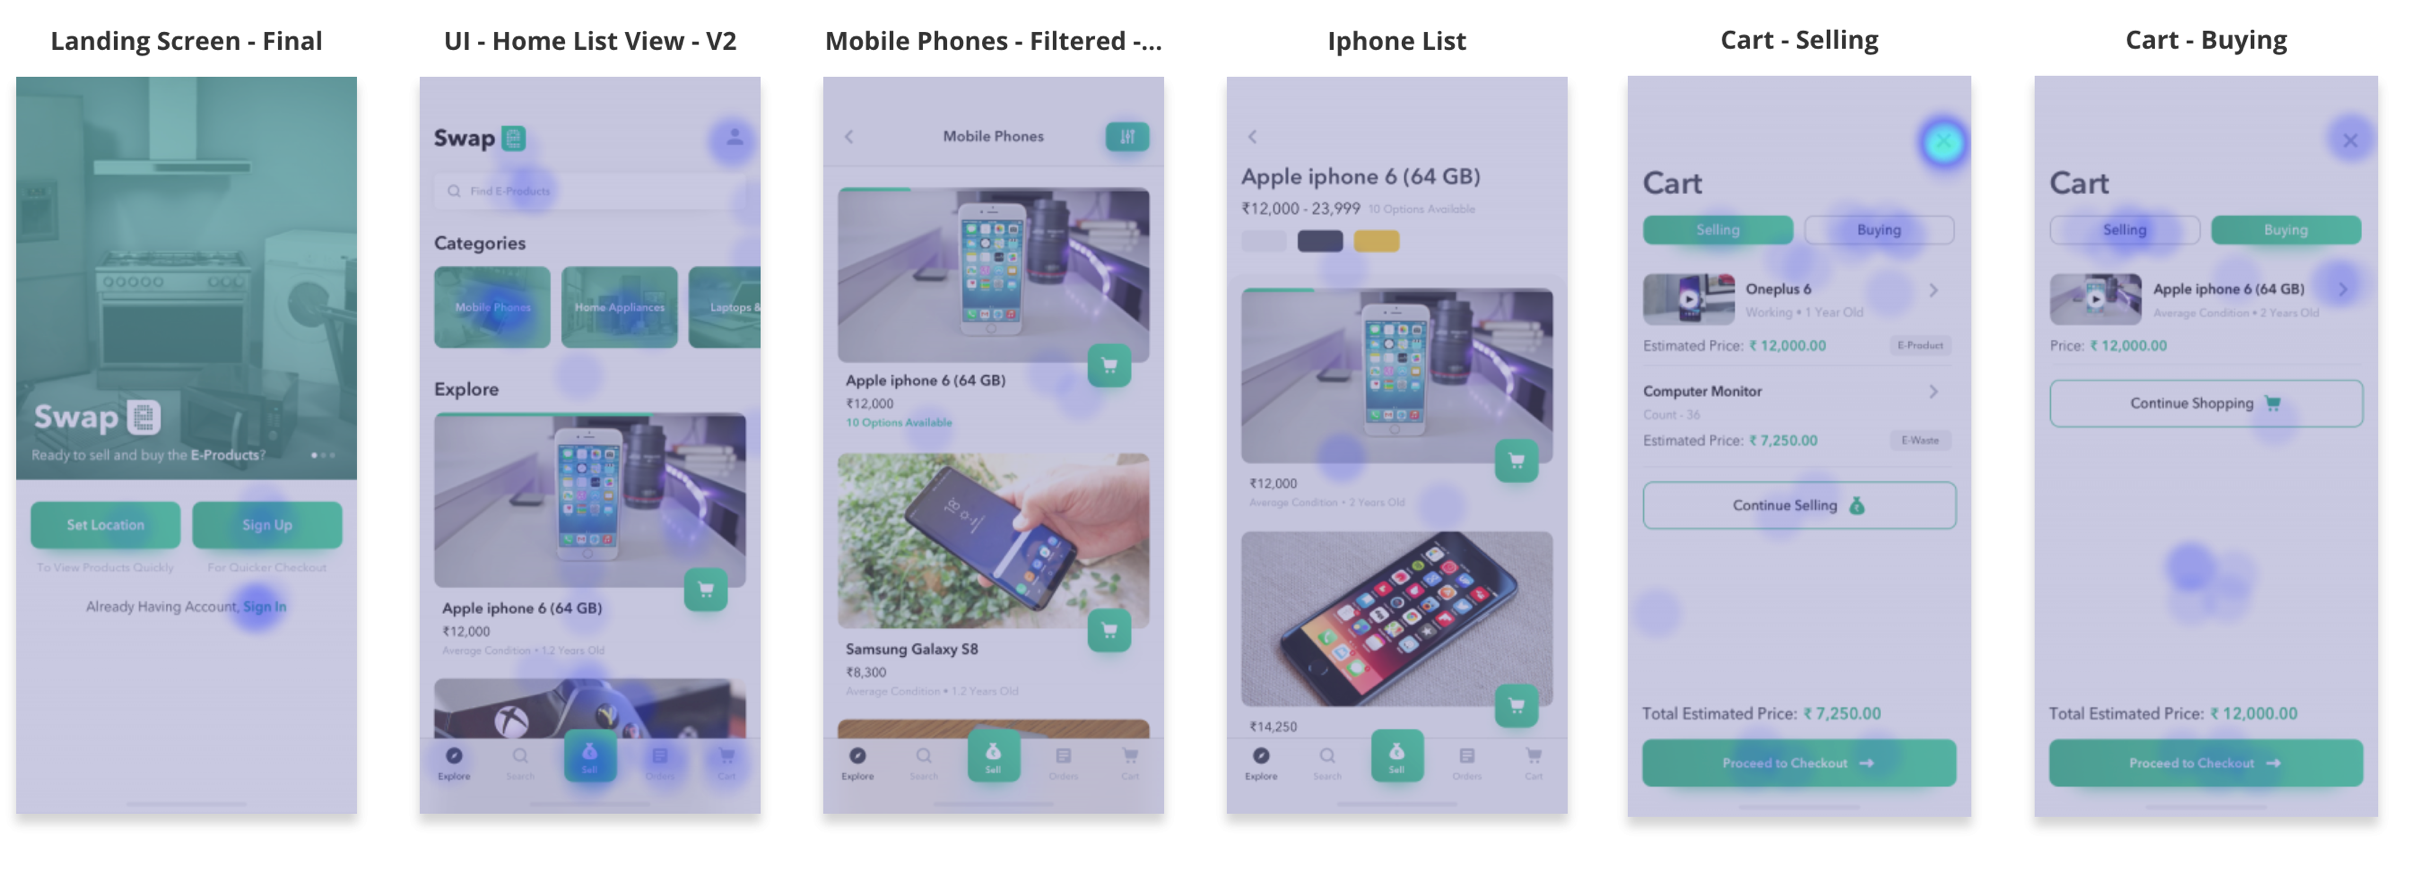 Landing Screen - Final
Swap
Ready to sell and buy the E-Products?
Set Location
Sign Up
To View Products Quickly
For Quicker Checkout
Already Having Account, Sign In
UI - Home List View - V2
Swap
Find E-Products
Categories
Mobile Phones
Home Appliances
Laptops &
Explore
Apple iphone 6 (64 GB)
₹12,000
Average Condition • 1.2 Years Old
Explore
Search
Sell
Orders
Cart
Mobile Phones - Filtered -...
Mobile Phones
Apple iphone 6 (64 GB)
₹12,000
10 Options Available
Samsung Galaxy S8
₹8,300
Average Condition • 1.2 Years Old
Explore
Search
Sell
Orders
Cart
Iphone List
Apple iphone 6 (64 GB)
₹12,000 - 23,999 10 Options Available
₹12,000
Average Condition • 2 Years Old
₹14,250
Explore
Search
Sell
Orders
Cart
Cart - Selling
Cart
Selling
Buying
Oneplus 6
Working • 1 Year Old
Estimated Price: ₹ 12,000.00
E-Product
Computer Monitor
Count - 36
Estimated Price: ₹ 7,250.00
E-Waste
Continue Selling
Total Estimated Price: ₹ 7,250.00
Proceed to Checkout
Cart - Buying
Cart
Selling
Buying
Apple iphone 6 (64 GB)
Average Condition • 2 Years Old
Price: ₹ 12,000.00
Continue Shopping
Total Estimated Price: ₹ 12,000.00
Proceed to Checkout